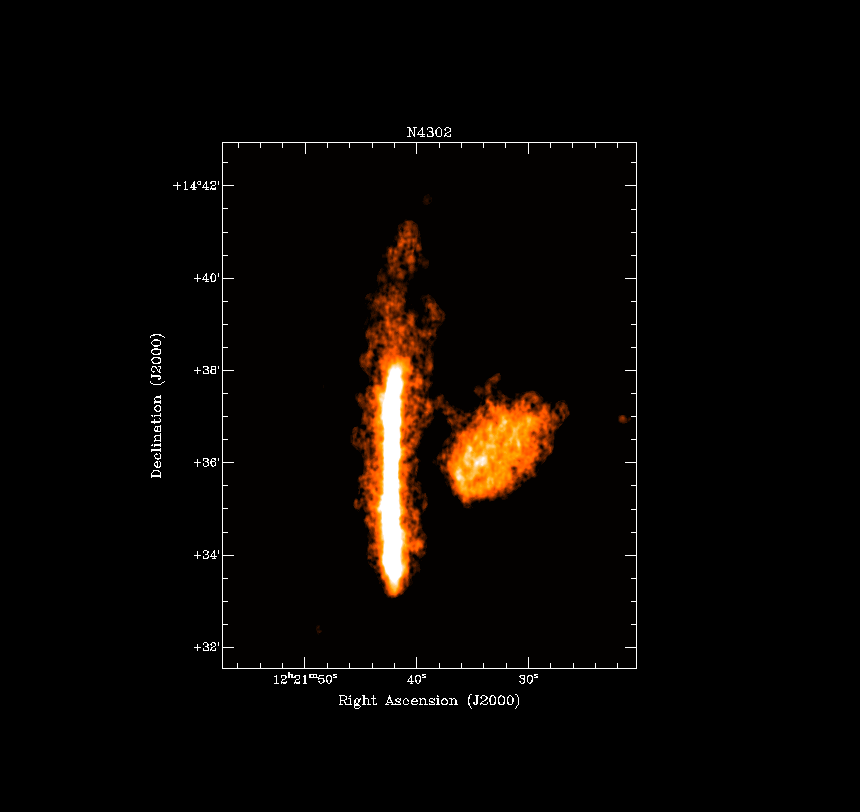 N4302
+14°42'
+40'
+38'
+36'
+34'
+32'
Declination (J2000)
12ʰ21ᵐ50ˢ 40ˢ 30ˢ
Right Ascension (J2000)